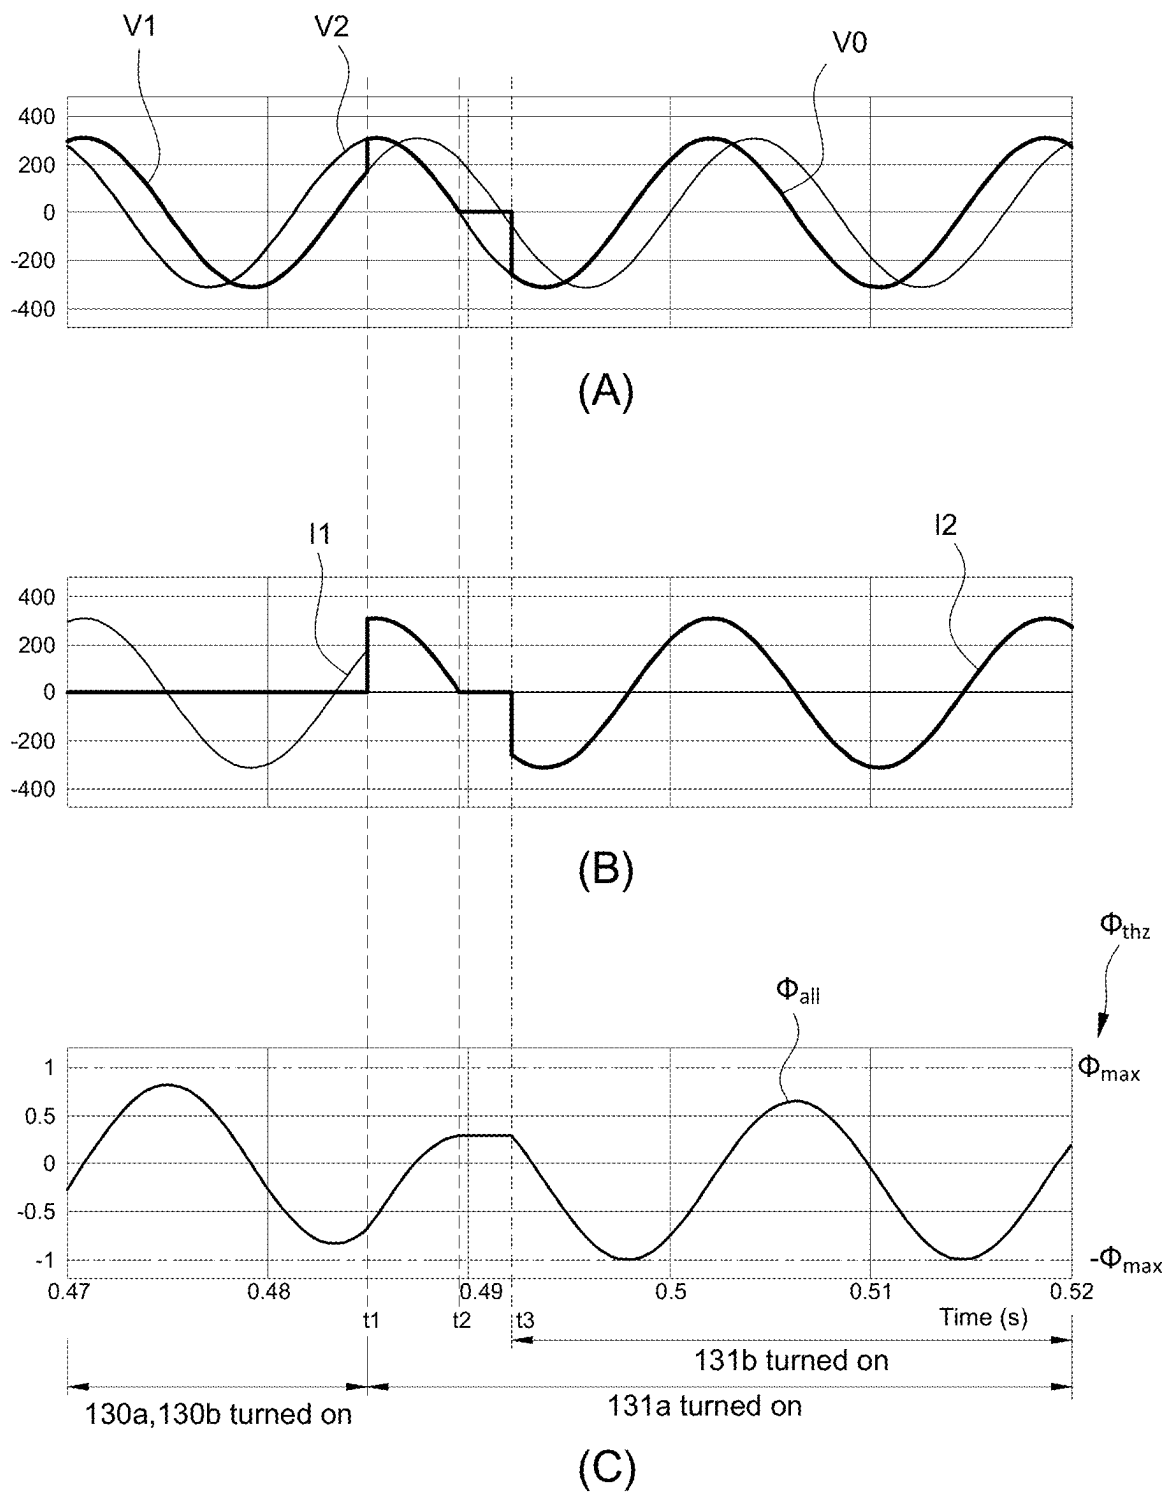 V1
V2
V0
400
200
0
-200
-400
(A)
I1
I2
400
200
0
-200
-400
(B)
Φthz
Φall
1
0.5
0
-0.5
-1
Φmax
-Φmax
0.47 0.48 0.49 0.5 0.51 0.52
t1 t2 t3 Time (s)
131b turned on
130a,130b turned on
131a turned on
(C)